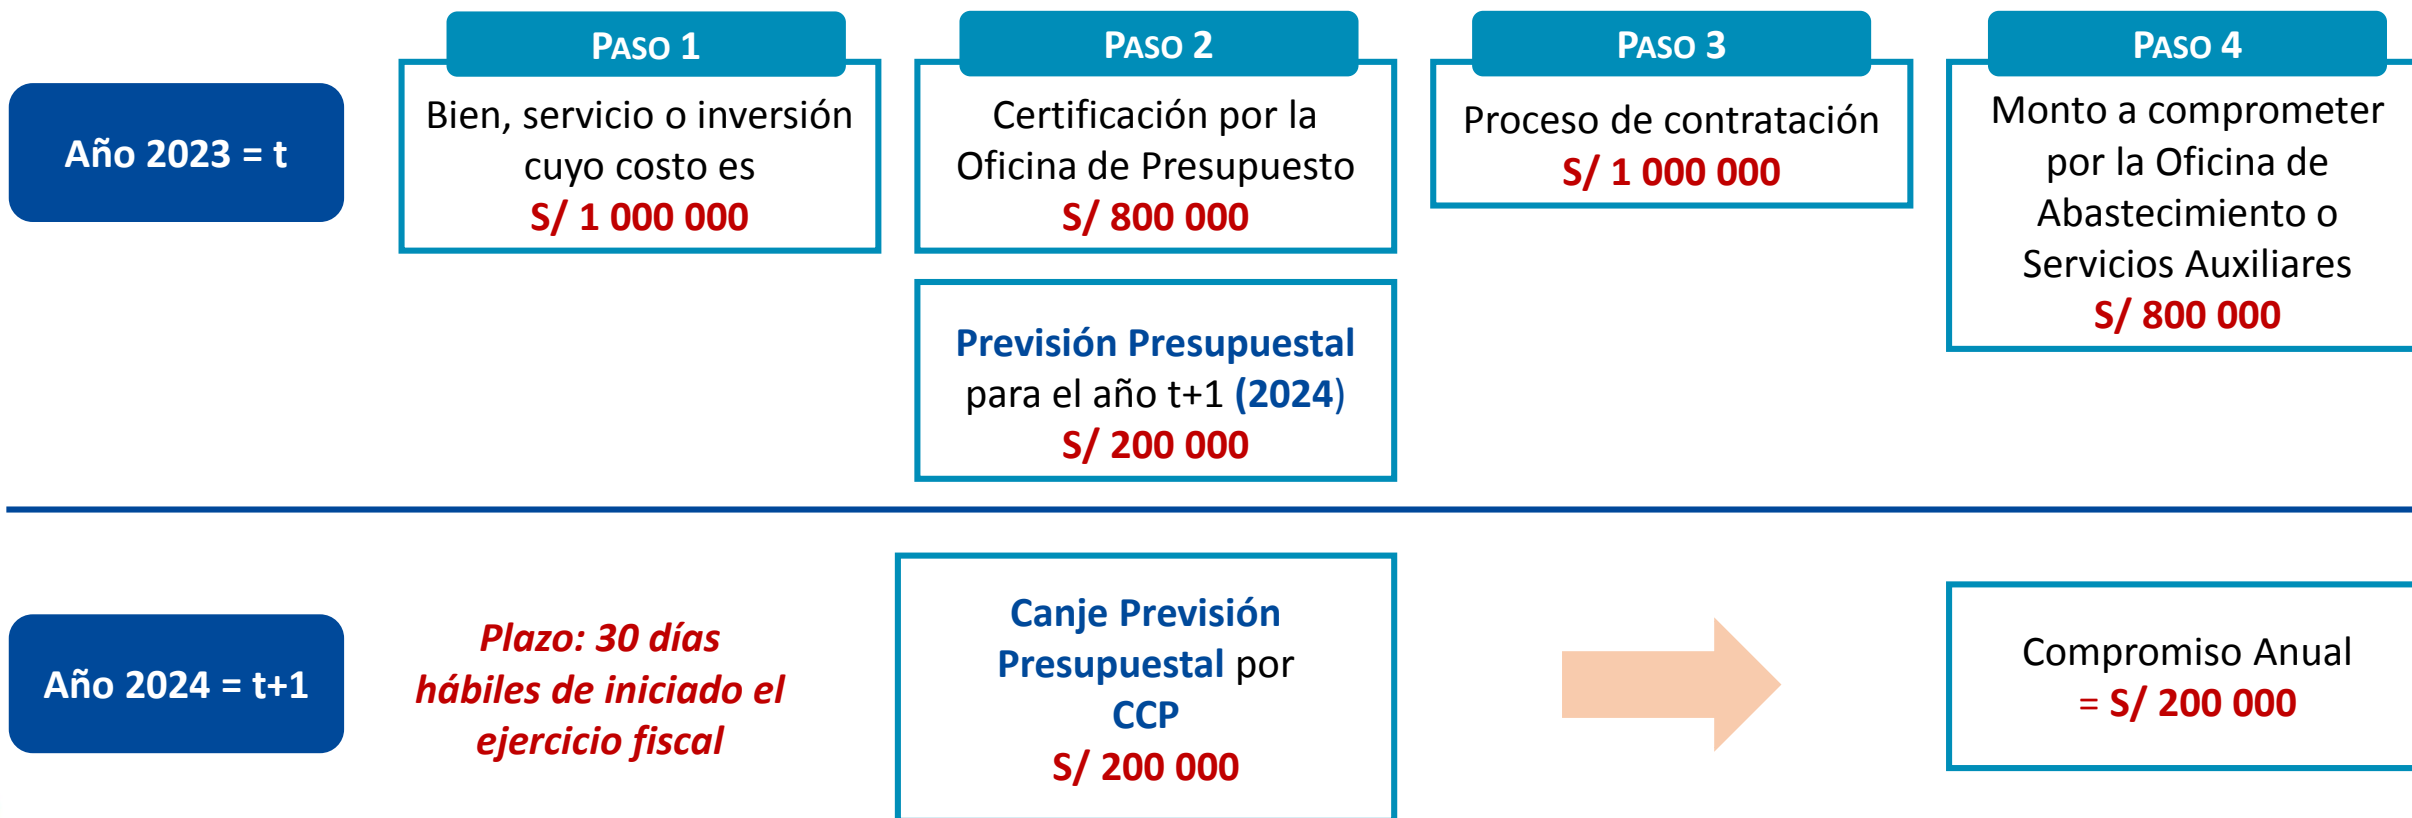 Año 2023 = t
PASO 1
Bien, servicio o inversión
cuyo costo es
S/ 1 000 000
PASO 2
Certificación por la
Oficina de Presupuesto
S/ 800 000
Previsión Presupuestal
para el año t+1 (2024)
S/ 200 000
PASO 3
Proceso de contratación
S/ 1 000 000
PASO 4
Monto a comprometer
por la Oficina de
Abastecimiento o
Servicios Auxiliares
S/ 800 000
Año 2024 = t+1
Plazo: 30 días
hábiles de iniciado el
ejercicio fiscal
Canje Previsión
Presupuestal por
CCP
S/ 200 000
Compromiso Anual
= S/ 200 000